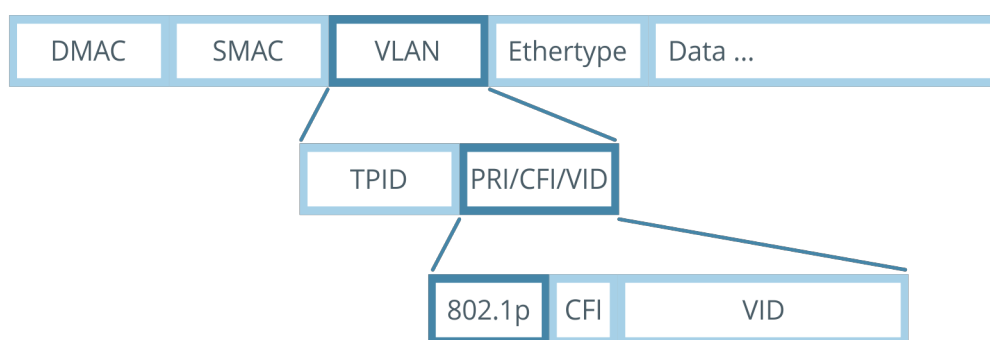 DMAC SMAC VLAN Ethertype Data ...
TPID PRI/CFI/VID
802.1p CFI VID